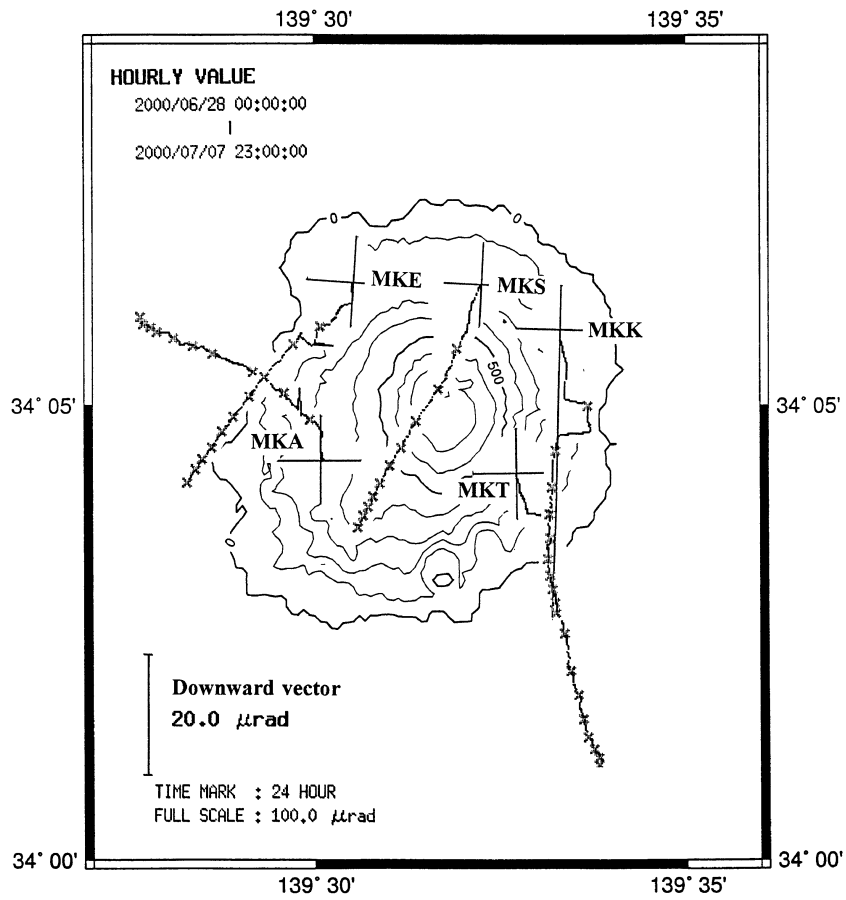 139° 30' 139° 35'
HOURLY VALUE
2000/06/28 00:00:00
|
2000/07/07 23:00:00
0 0
MKE MKS
MKK
500
34° 05' 34° 05'
MKA
MKT
0
Downward vector
20.0 μrad
TIME MARK : 24 HOUR
FULL SCALE : 100.0 μrad
34° 00' 34° 00'
139° 30' 139° 35'